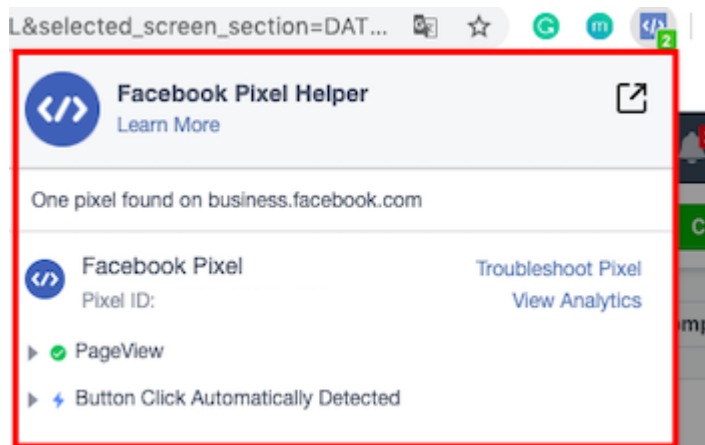 L&selected_screen_section=DAT...
2
Facebook Pixel Helper
Learn More
One pixel found on business.facebook.com
Facebook Pixel
Troubleshoot Pixel
Pixel ID:
View Analytics
PageView
Button Click Automatically Detected